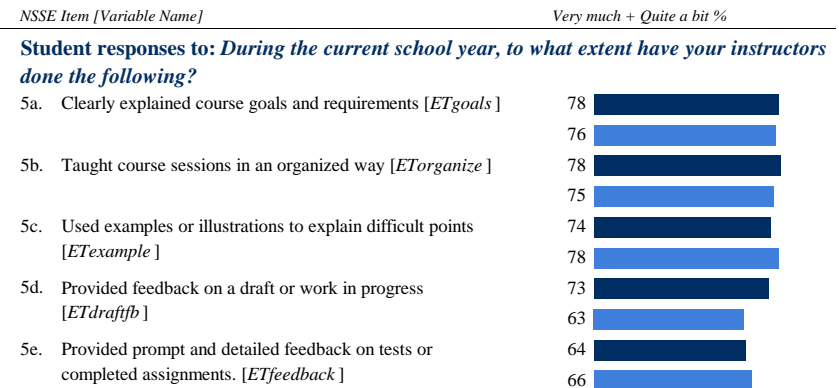 NSSE Item [Variable Name] Very much + Quite a bit %
Student responses to: During the current school year, to what extent have your instructors
done the following?
5a. Clearly explained course goals and requirements [ETgoals ] 78
76
5b. Taught course sessions in an organized way [ETorganize ] 78
75
5c. Used examples or illustrations to explain difficult points 74
[ETexample ] 78
5d. Provided feedback on a draft or work in progress 73
[ETdraftfb ] 63
5e. Provided prompt and detailed feedback on tests or 64
completed assignments. [ETfeedback ] 66